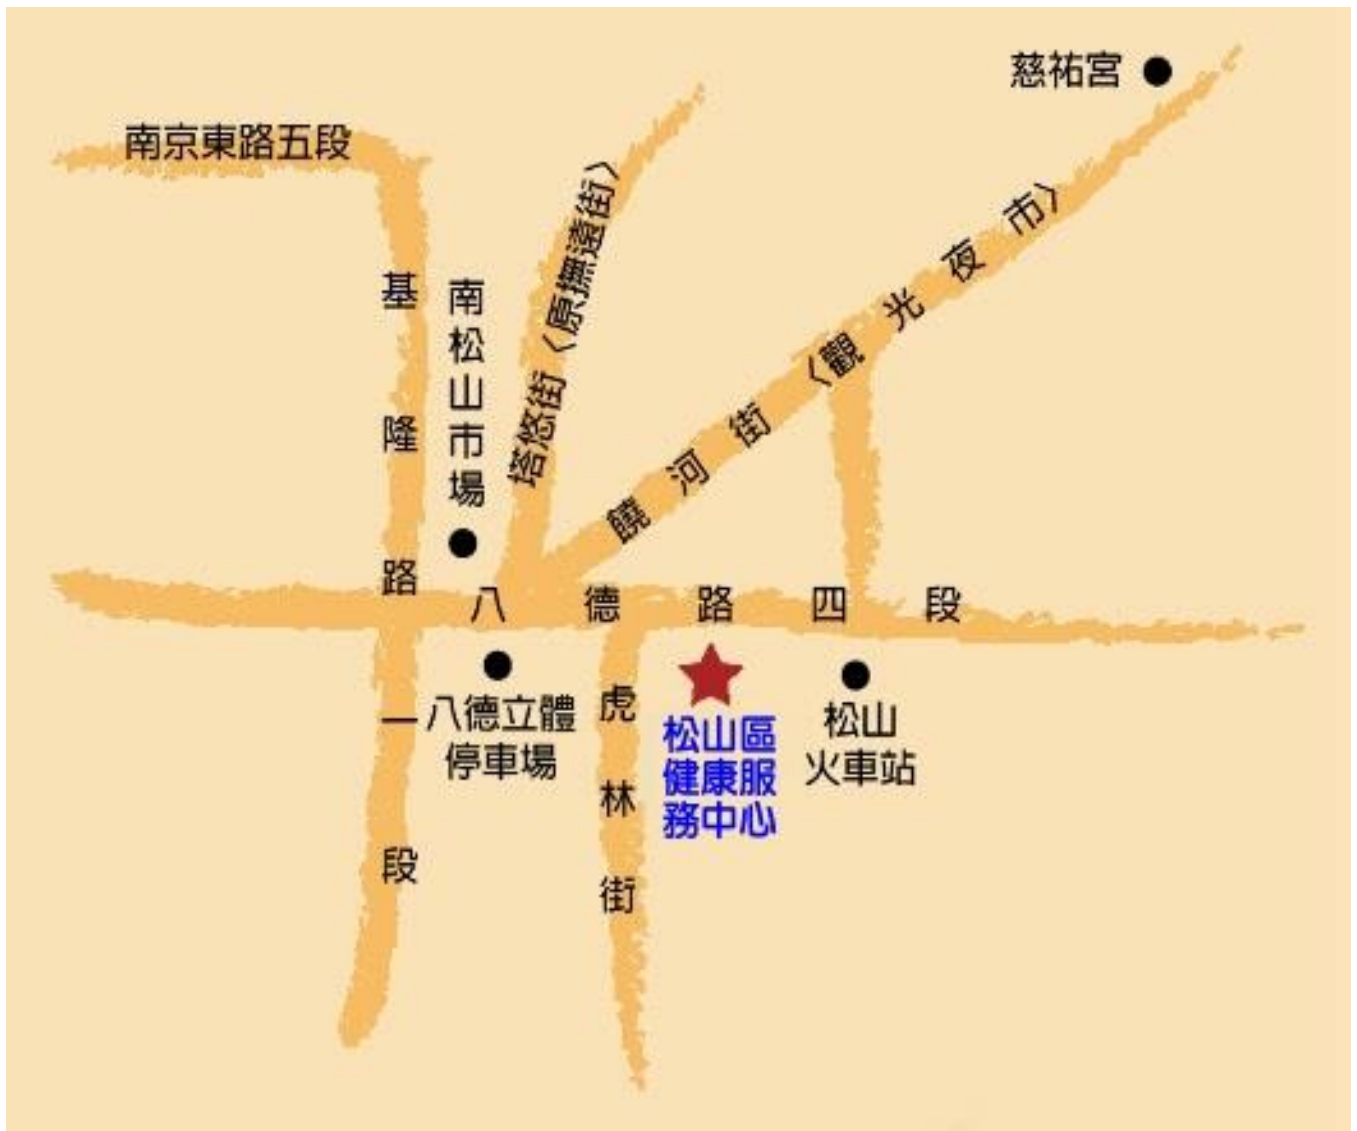 慈祐宮
南京東路五段
基隆路一段
南松山市場
塔悠街〈原撫遠街〉
饒河街〈觀光夜市〉
八德路四段
八德立體
停車場
虎林街
松山區
健康服
務中心
松山
火車站